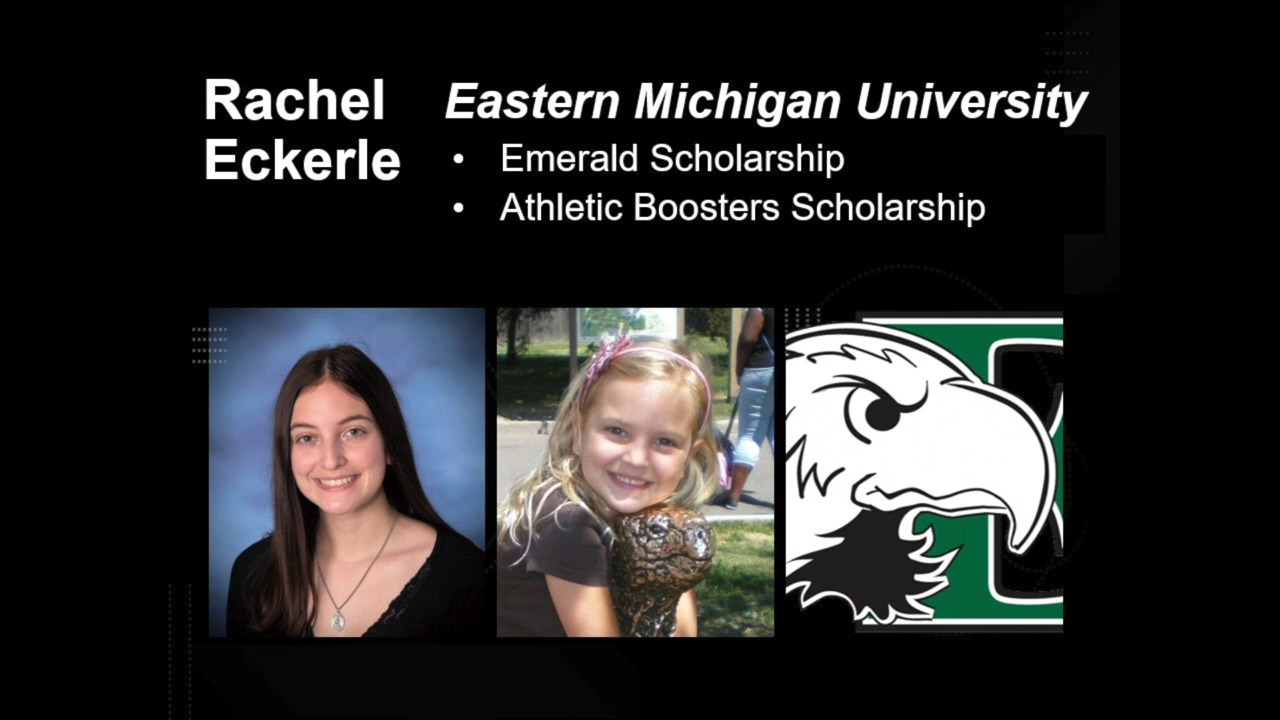 Rachel
Eckerle
Eastern Michigan University
• Emerald Scholarship
• Athletic Boosters Scholarship